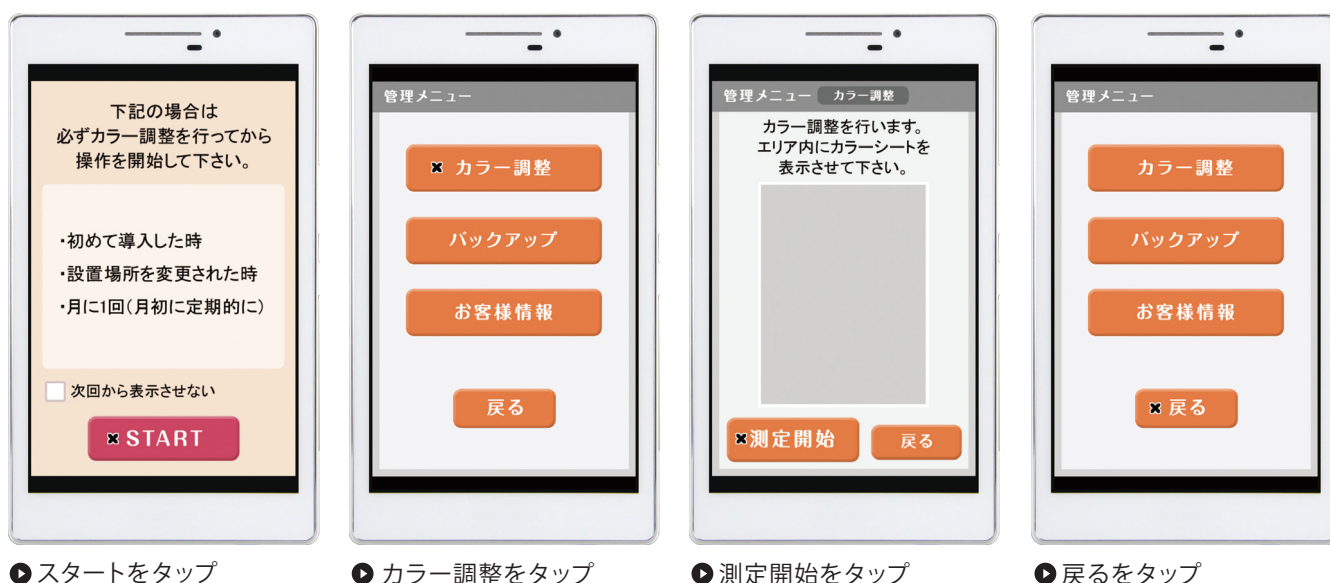 下記の場合は
必ずカラー調整を行ってから
操作を開始して下さい。
・初めて導入した時
・設置場所を変更された時
・月に1回(月初に定期的に)
次回から表示させない
START
スタートをタップ
管理メニュー
カラー調整
バックアップ
お客様情報
戻る
カラー調整をタップ
管理メニュー カラー調整
カラー調整を行います。
エリア内にカラーシートを
表示させて下さい。
測定開始 戻る
測定開始をタップ
管理メニュー
カラー調整
バックアップ
お客様情報
戻る
戻るをタップ